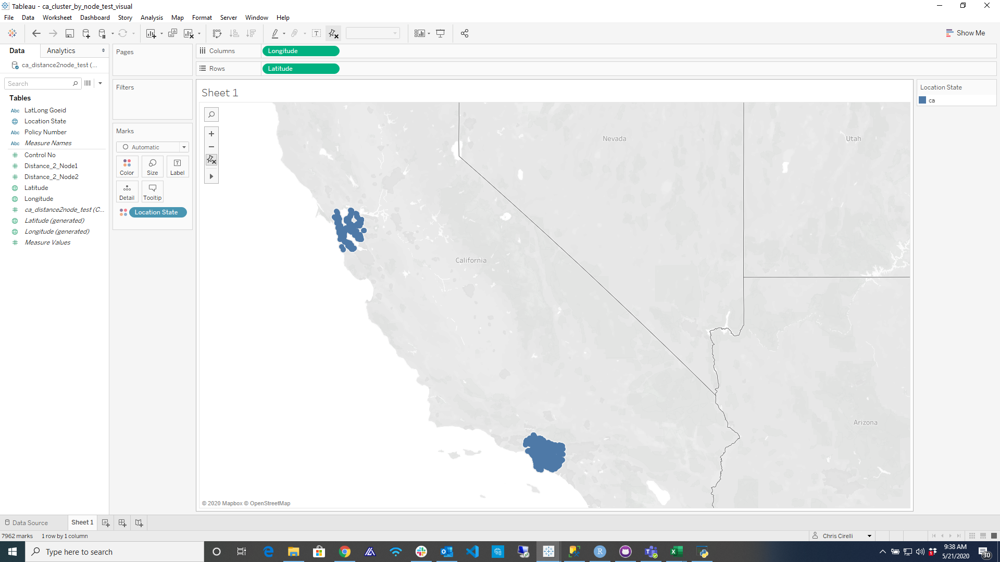 Tableau - ca_cluster_by_node_test_visual
File Data Worksheet Dashboard Story Analysis Map Format Server Window Help
Show Me
Data Analytics
ca_distance2node_test (...
Search
Tables
Abc LatLong Goeid
Location State
Abc Policy Number
Abc Measure Names
Control No
Distance_2_Node1
Distance_2_Node2
Latitude
Longitude
ca_distance2node_test (C...
Latitude (generated)
Longitude (generated)
Measure Values
Pages
Filters
Marks
Automatic
Color Size Label
Detail Tooltip
Location State
Columns Longitude
Rows Latitude
Sheet 1
Nevada
Utah
California
Arizona
© 2020 Mapbox © OpenStreetMap
Location State
ca
Data Source Sheet 1
7962 marks 1 row by 1 column
Chris Cirelli
Type here to search
9:38 AM
5/21/2020
30